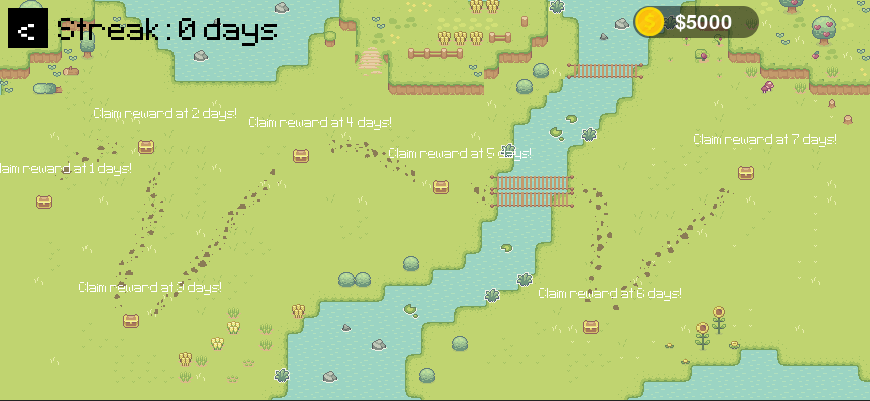 Streak: 0 days
$5000
Claim reward at 2 days!
Claim reward at 4 days!
Claim reward at 7 days!
Claim reward at 5 days!
laim reward at 1 days!
Claim reward at 3 days!
Claim reward at 6 days!